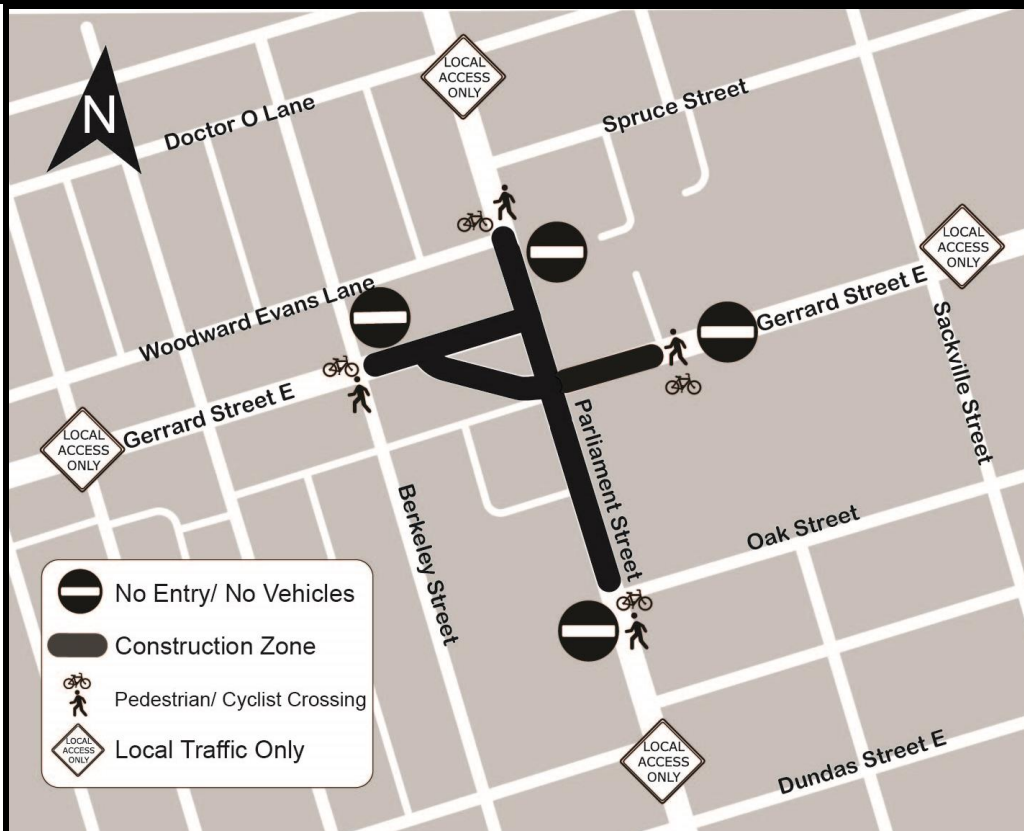 LOCAL
ACCESS
ONLY
N
Doctor O Lane
Spruce Street
LOCAL
ACCESS
ONLY
Woodward Evans Lane
Gerrard Street E
Sackville Street
Gerrard Street E
LOCAL
ACCESS
ONLY
Parliament Street
Berkeley Street
Oak Street
No Entry/ No Vehicles
Construction Zone
Pedestrian/ Cyclist Crossing
LOCAL
ACCESS
ONLY
Local Traffic Only
LOCAL
ACCESS
ONLY
Dundas Street E